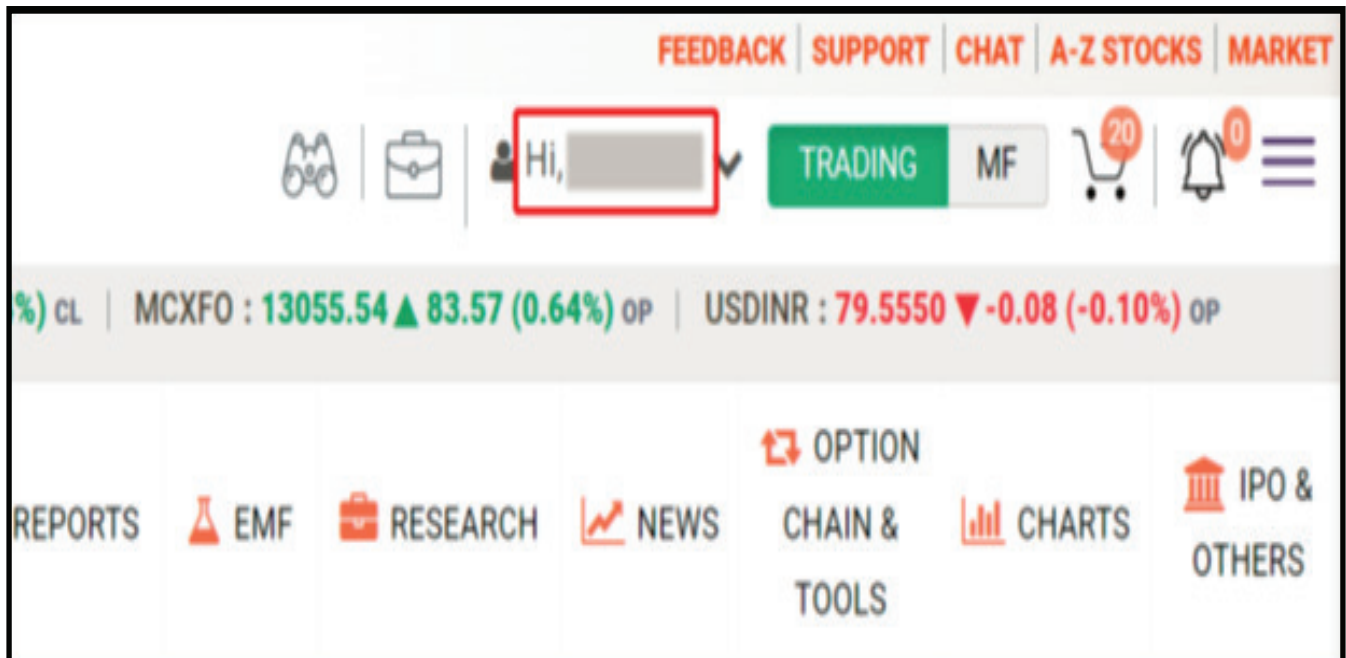 FEEDBACK | SUPPORT | CHAT | A-Z STOCKS | MARKET
Hi, TRADING MF 20 0
%) CL | MCXFO : 13055.54 ▲ 83.57 (0.64%) OP | USDINR : 79.5550 ▼ -0.08 (-0.10%) OP
REPORTS EMF RESEARCH NEWS OPTION CHAIN & TOOLS CHARTS IPO & OTHERS